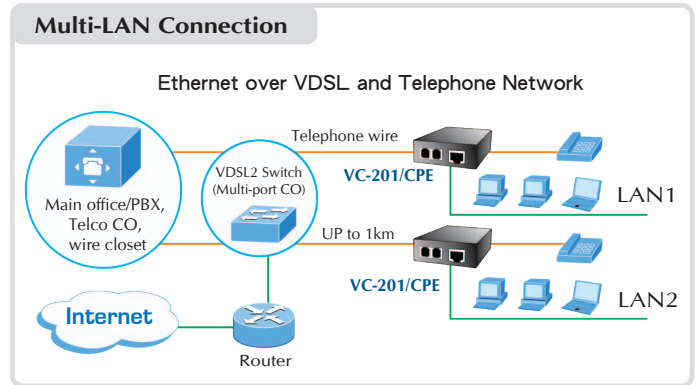 Multi-LAN Connection
Ethernet over VDSL and Telephone Network
Telephone wire
VDSL2 Switch
(Multi-port CO)
VC-201/CPE
Main office/PBX,
Telco CO,
wire closet
LAN1
UP to 1km
VC-201/CPE
LAN2
Internet
Router